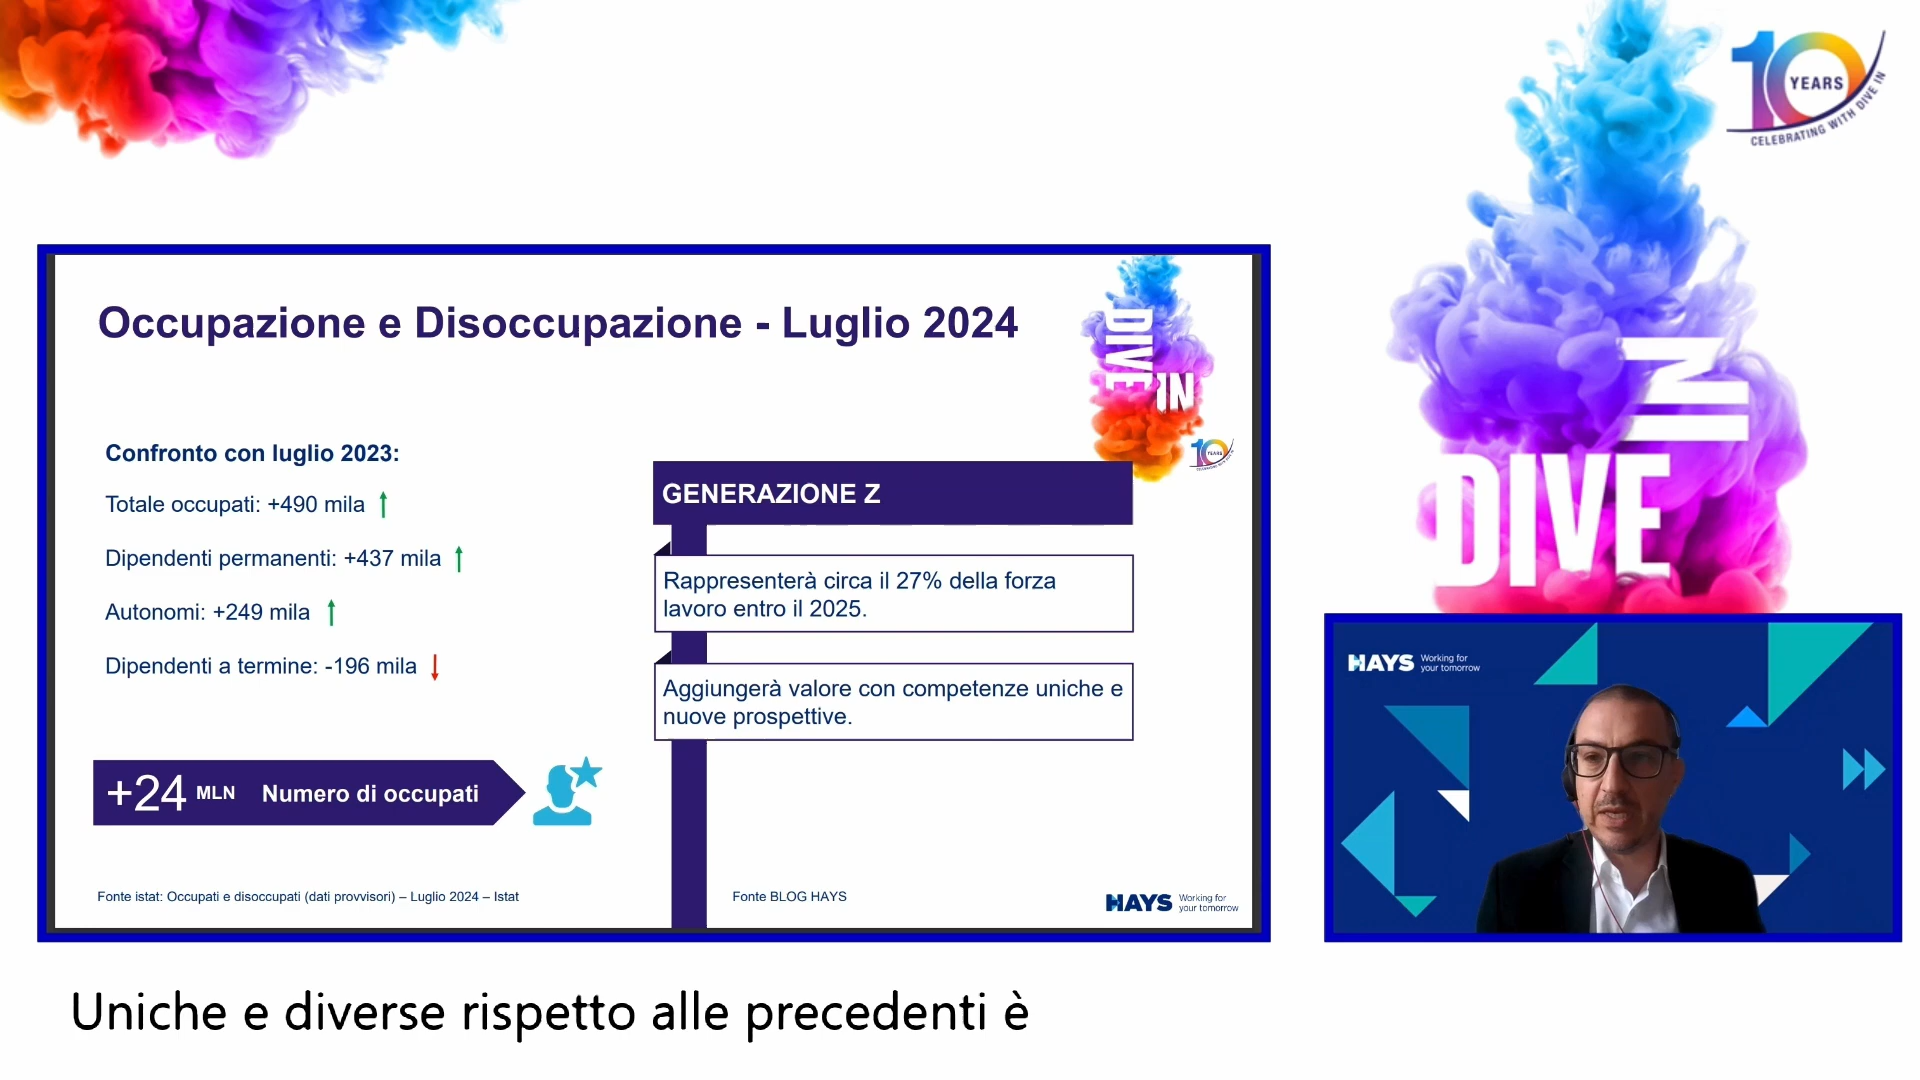 10
YEARS
CELEBRATING WITH DIVE IN
Occupazione e Disoccupazione - Luglio 2024
DIVE
IN
Confronto con luglio 2023:
Totale occupati: +490 mila
Dipendenti permanenti: +437 mila
Autonomi: +249 mila
Dipendenti a termine: -196 mila
+24 MLN Numero di occupati
Fonte istat: Occupati e disoccupati (dati provvisori) – Luglio 2024 – Istat
10
YEARS
GENERAZIONE Z
Rappresenterà circa il 27% della forza
lavoro entro il 2025.
Aggiungerà valore con competenze uniche e
nuove prospettive.
Fonte BLOG HAYS
HAYS Working for
your tomorrow
IN
DIVE
HAYS Working for
your tomorrow
Uniche e diverse rispetto alle precedenti è